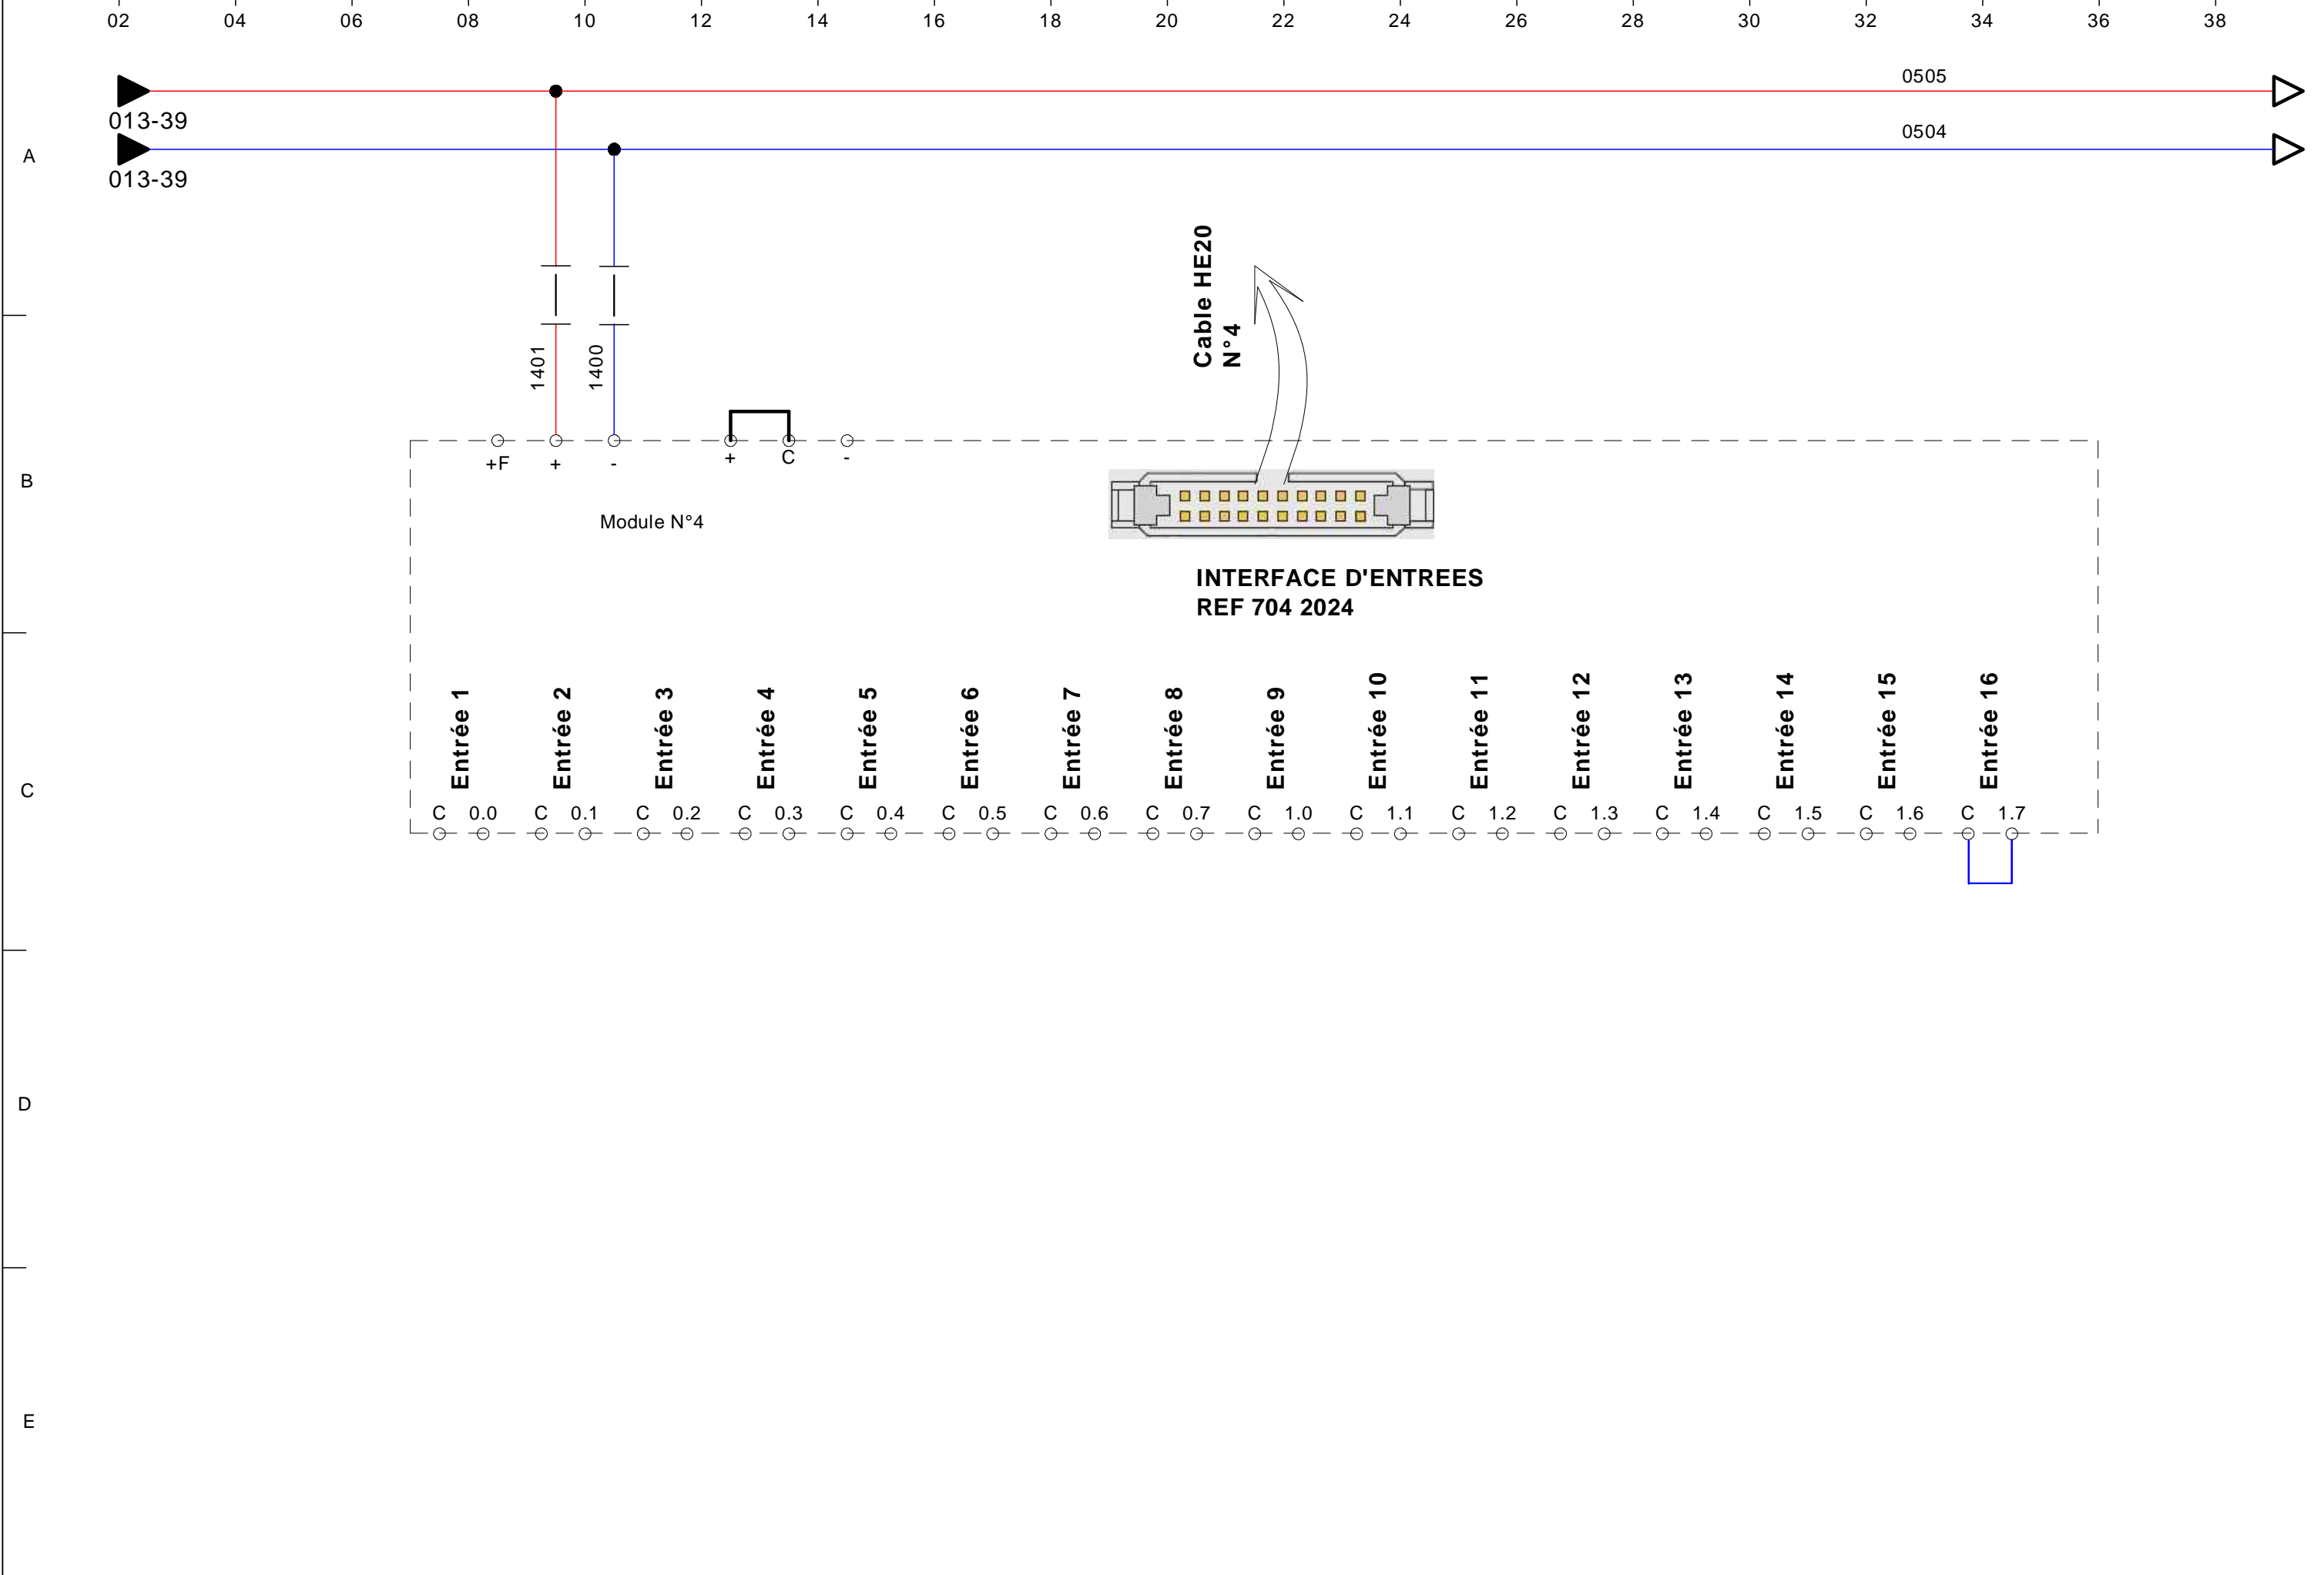 02 04 06 08 10 12 14 16 18 20 22 24 26 28 30 32 34 36 38
0505
013-39
0504
A
013-39
Cable HE20
N°4
1401 1400
+F + - + C -
B
Module N°4
INTERFACE D'ENTREES
REF 704 2024
Entrée 1 Entrée 2 Entrée 3 Entrée 4 Entrée 5 Entrée 6 Entrée 7 Entrée 8 Entrée 9 Entrée 10 Entrée 11 Entrée 12 Entrée 13 Entrée 14 Entrée 15 Entrée 16
C
C 0.0 C 0.1 C 0.2 C 0.3 C 0.4 C 0.5 C 0.6 C 0.7 C 1.0 C 1.1 C 1.2 C 1.3 C 1.4 C 1.5 C 1.6 C 1.7
D
E